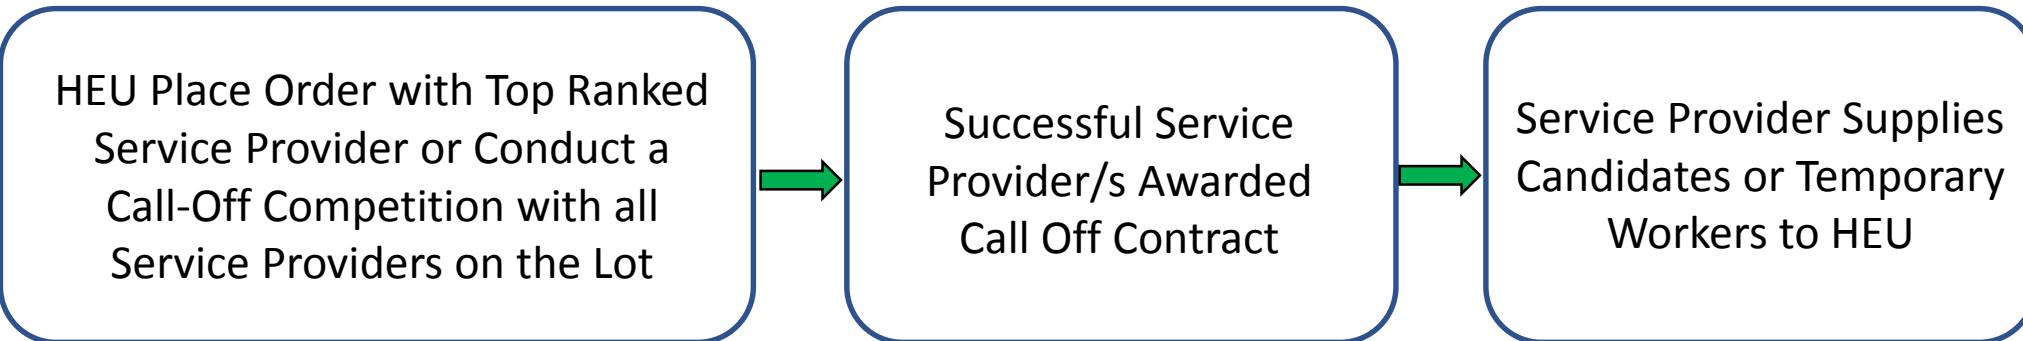 HEU Place Order with Top Ranked
Service Provider or Conduct a
Call-Off Competition with all
Service Providers on the Lot
Successful Service
Provider/s Awarded
Call Off Contract
Service Provider Supplies
Candidates or Temporary
Workers to HEU